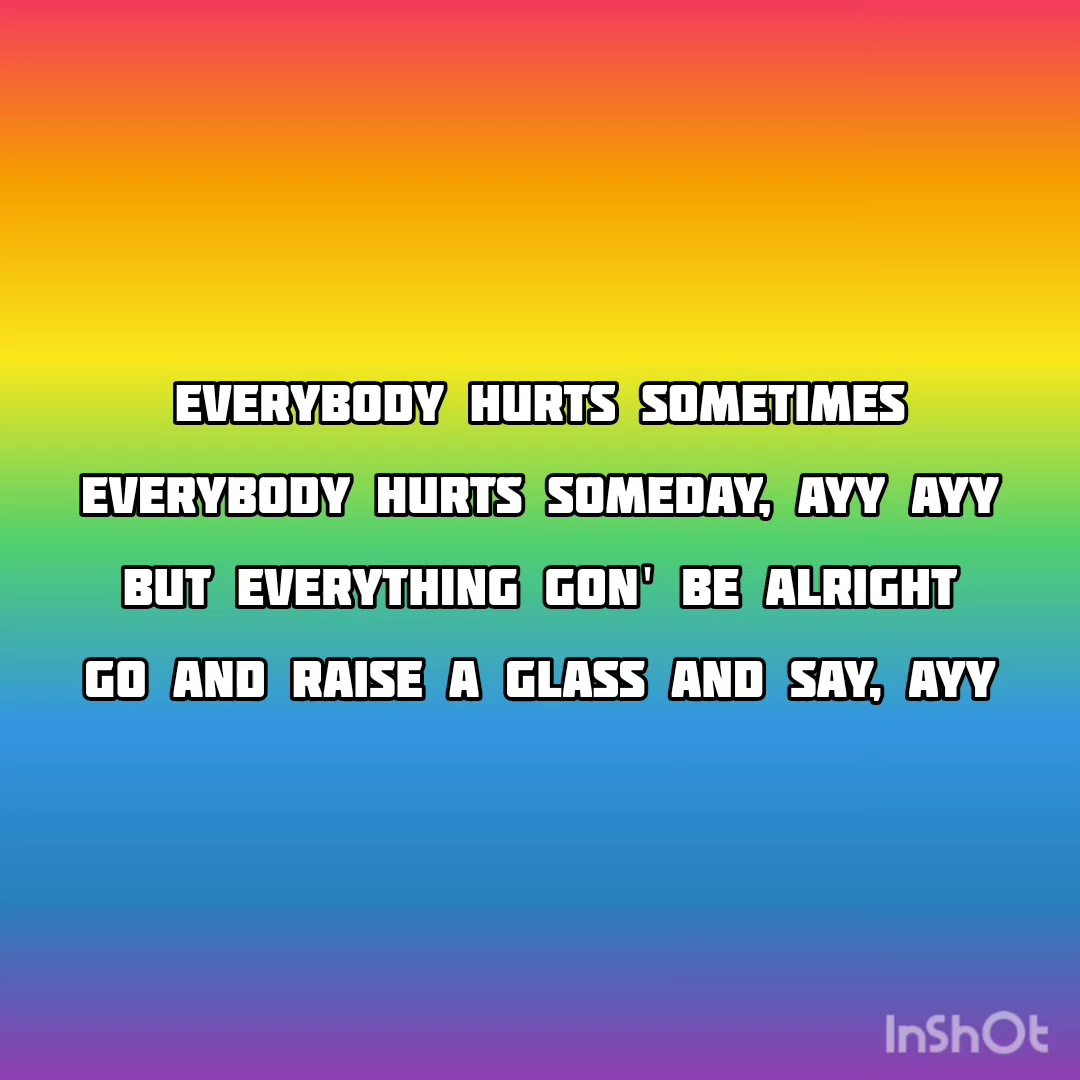 EVERYBODY HURTS SOMETIMES
EVERYBODY HURTS SOMEDAY, AYY AYY
BUT EVERYTHING GON' BE ALRIGHT
GO AND RAISE A GLASS AND SAY, AYY
InShOt